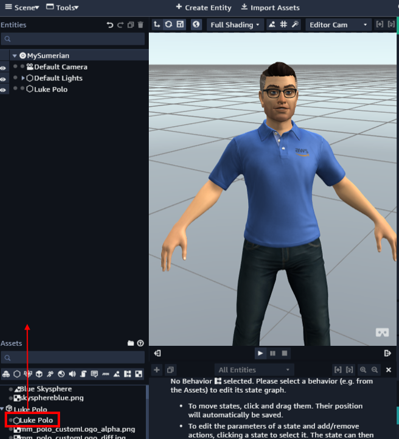 Scene Tools
Create Entity Import Assets
Entities
Full Shading Editor Cam
MySumerian
Default Camera
Default Lights
Luke Polo
Assets
All Entities
Blue Skysphere
skysphereblue.png
Luke Polo
Luke Polo
mm_polo_customLogo_alpha.png
mm_polo_customLogo_diff.jpg
No Behavior selected. Please select a behavior (e.g. from
the Assets) to edit its state graph.
• To move states, click and drag them. Their position
will automatically be saved.
• To edit the parameters of a state and add/remove
actions, clicking a state to select it. The state can then